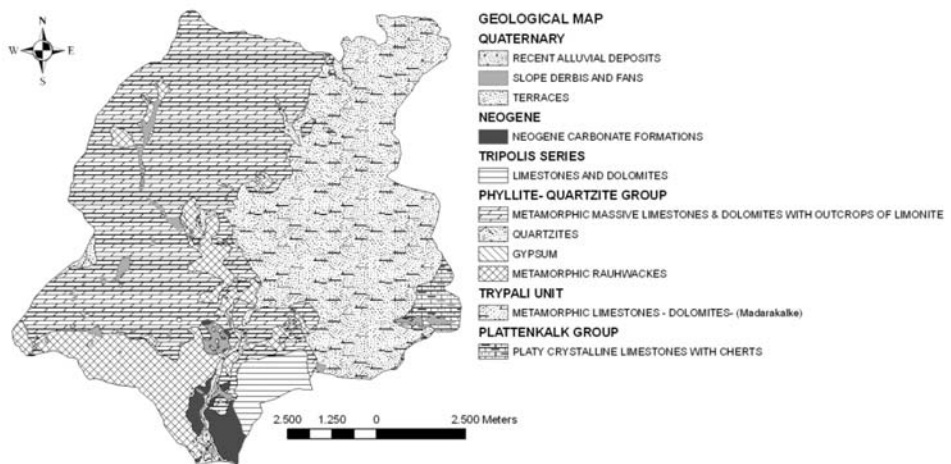 N
W E
S
GEOLOGICAL MAP
QUATERNARY
RECENT ALLUVIAL DEPOSITS
SLOPE DERBIS AND FANS
TERRACES
NEOGENE
NEOGENE CARBONATE FORMATIONS
TRIPOLIS SERIES
LIMESTONES AND DOLOMITES
PHYLLITE- QUARTZITE GROUP
METAMORPHIC MASSIVE LIMESTONES & DOLOMITES WITH OUTCROPS OF LIMONITE
QUARTZITES
GYPSUM
METAMORPHIC RAUHWACKES
TRYPALI UNIT
METAMORPHIC LIMESTONES - DOLOMITES- (Madarakalke)
PLATTENKALK GROUP
PLATY CRYSTALLINE LIMESTONES WITH CHERTS
2.500 1.250 0 2.500 Meters